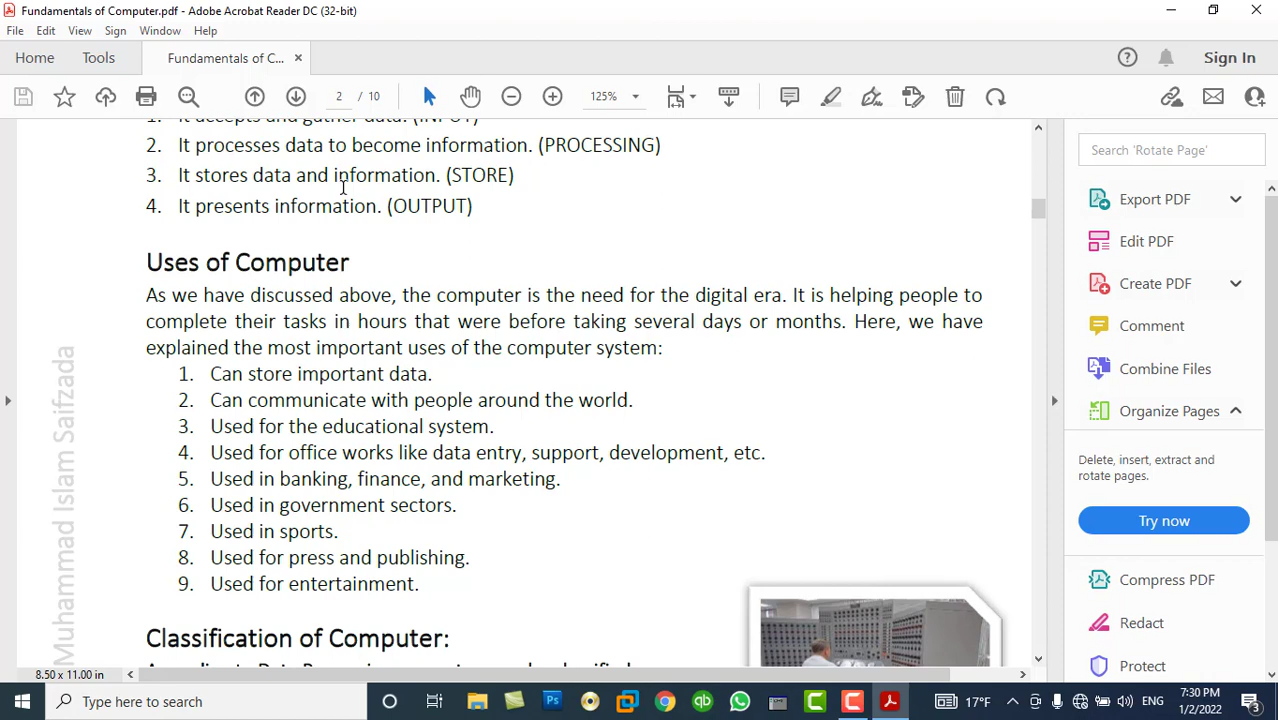 Fundamentals of Computer.pdf - Adobe Acrobat Reader DC (32-bit)
File Edit View Sign Window Help
Home Tools Fundamentals of C... × Sign In
2 / 10 125% Search 'Rotate Page'
1. It accepts and gather data. (INPUT)
2. It processes data to become information. (PROCESSING)
3. It stores data and information. (STORE)
4. It presents information. (OUTPUT)
Uses of Computer
As we have discussed above, the computer is the need for the digital era. It is helping people to
complete their tasks in hours that were before taking several days or months. Here, we have
explained the most important uses of the computer system:
1. Can store important data.
2. Can communicate with people around the world.
3. Used for the educational system.
4. Used for office works like data entry, support, development, etc.
5. Used in banking, finance, and marketing.
6. Used in government sectors.
7. Used in sports.
8. Used for press and publishing.
9. Used for entertainment.
Classification of Computer:
Muhammad Islam Saifzada
8.50 x 11.00 in
Export PDF
Edit PDF
Create PDF
Comment
Combine Files
Organize Pages
Delete, insert, extract and
rotate pages.
Try now
Compress PDF
Redact
Protect
Type here to search
17°F ENG 7:30 PM
1/2/2022
3